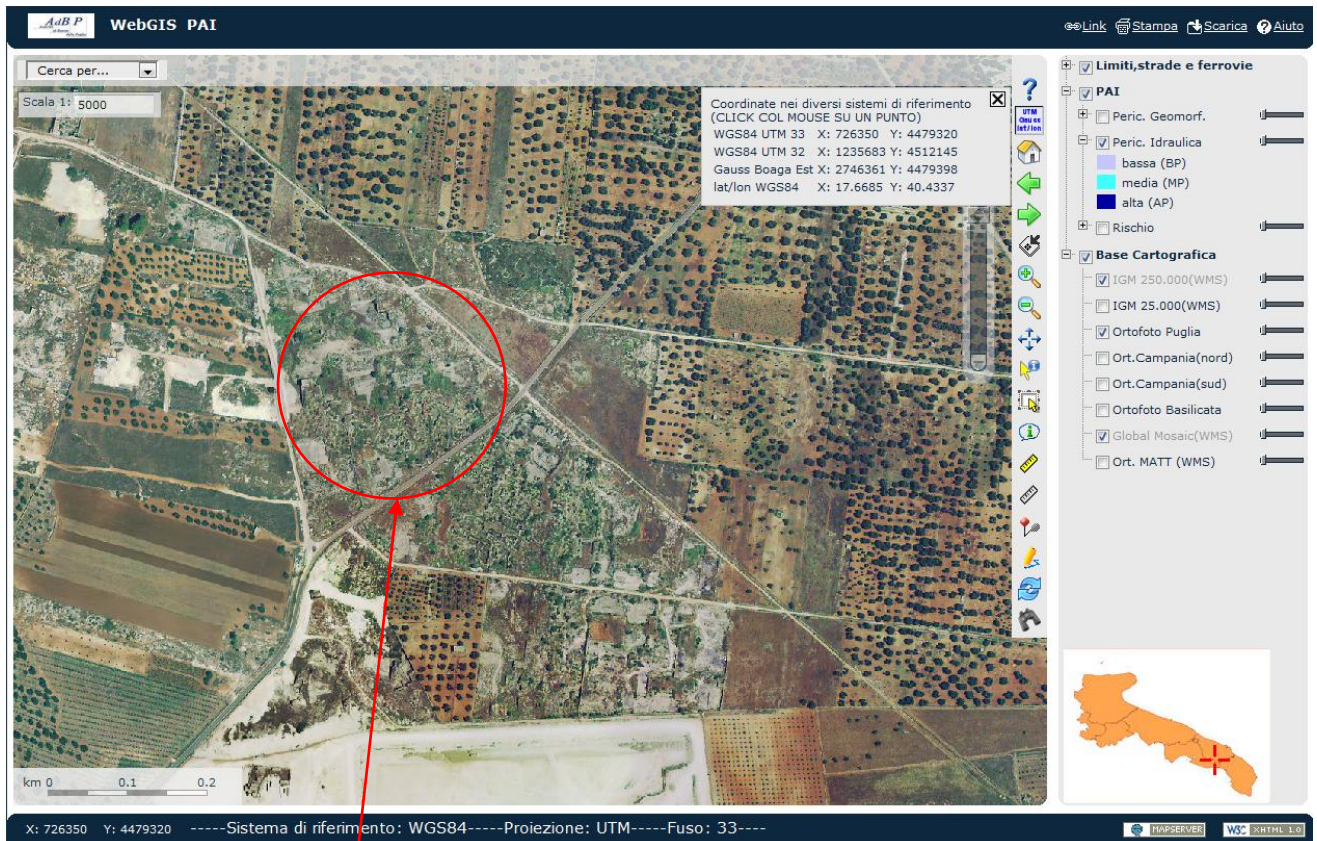 AdB P
WebGIS PAI
Link Stampa Scarica Aiuto
Cerca per...
Scala 1: 5000
Coordinate nei diversi sistemi di riferimento
(CLICK COL MOUSE SU UN PUNTO)
WGS84 UTM 33 X: 726350 Y: 4479320
WGS84 UTM 32 X: 1235683 Y: 4512145
Gauss Boaga Est X: 2746361 Y: 4479398
lat/lon WGS84 X: 17.6685 Y: 40.4337
?
UTM
Gauss
lat/lon
Limiti,strade e ferrovie
PAI
Peric. Geomorf.
Peric. Idraulica
bassa (BP)
media (MP)
alta (AP)
Rischio
Base Cartografica
IGM 250.000(WMS)
IGM 25.000(WMS)
Ortofoto Puglia
Ort.Campania(nord)
Ort.Campania(sud)
Ortofoto Basilicata
Global Mosaic(WMS)
Ort. MATT (WMS)
km 0 0.1 0.2
X: 726350 Y: 4479320 -----Sistema di riferimento: WGS84-----Proiezione: UTM-----Fuso: 33----
MAPSERVER
W3C XHTML 1.0